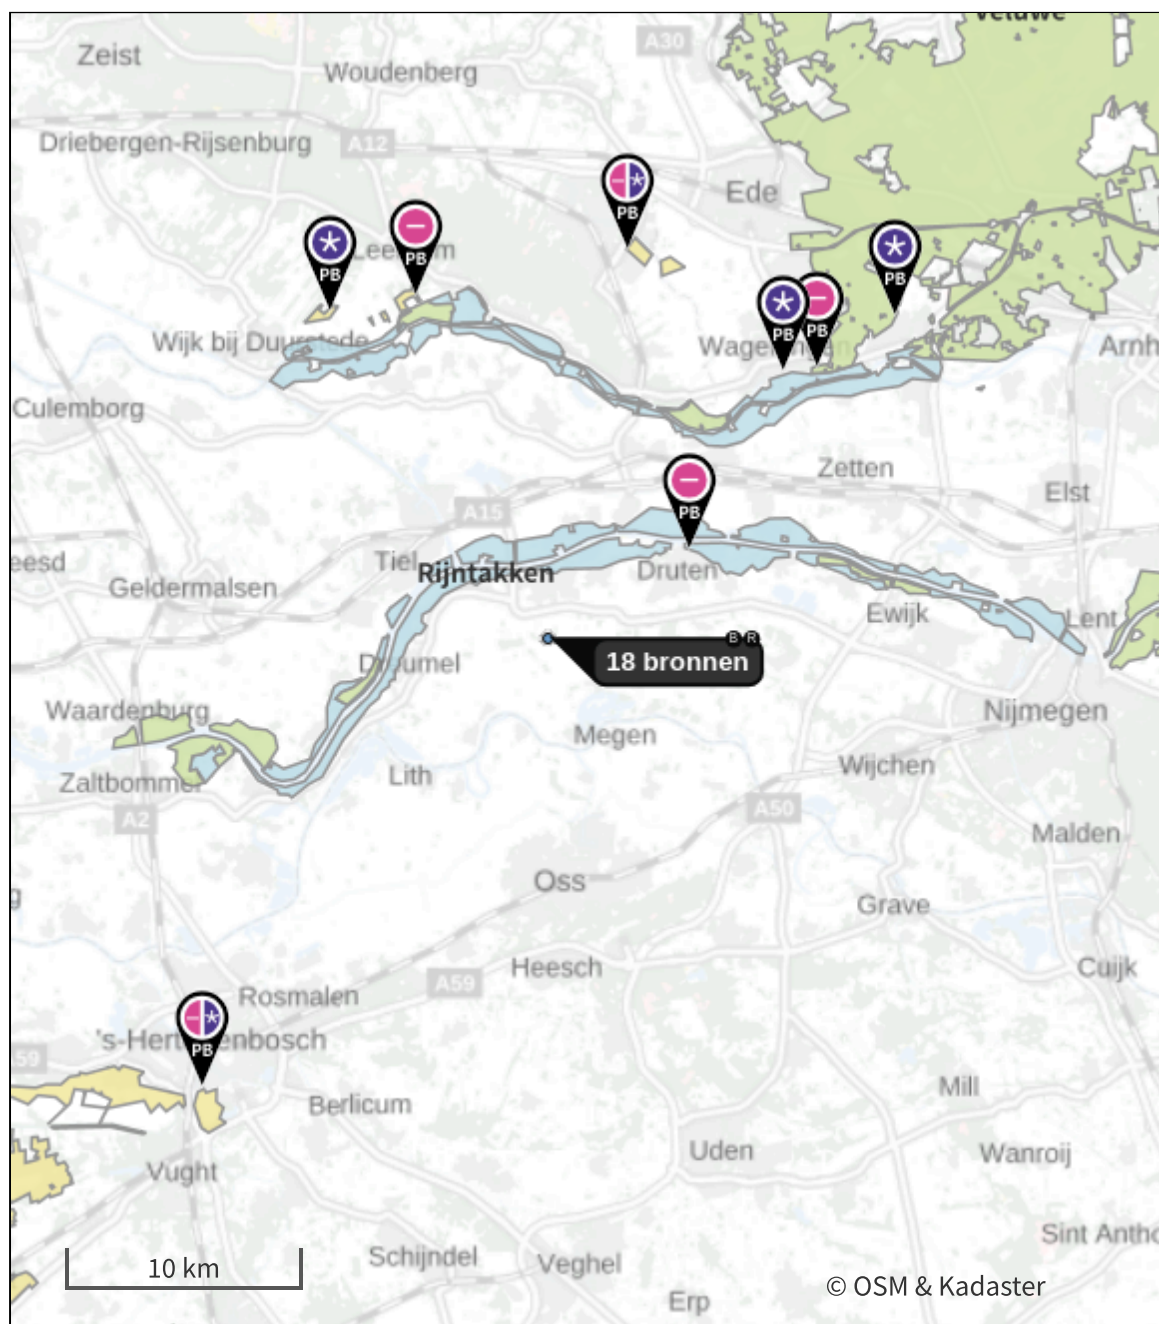 Veluwe
Zeist
A30
Woudenberg
Driebergen-Rijsenburg
A12
Ede
PB
PB
PB
PB
PB
PB
Wijk bij Duurstede
Arnh
Culemborg
Zetten
PB
Elst
A15
eesd
Tiel
Rijntakken
Druten
Geldermalsen
Ewijk
Lent
B R
18 bronnen
Waardenburg
Nijmegen
Megen
Wijchen
Lith
A2
A50
Malden
Oss
g
Grave
Heesch
Cuijk
A59
Rosmalen
PB
59
Mill
Berlicum
Uden
Wanroij
Vught
Sint Antho
Schijndel
Veghel
10 km
© OSM & Kadaster
Erp